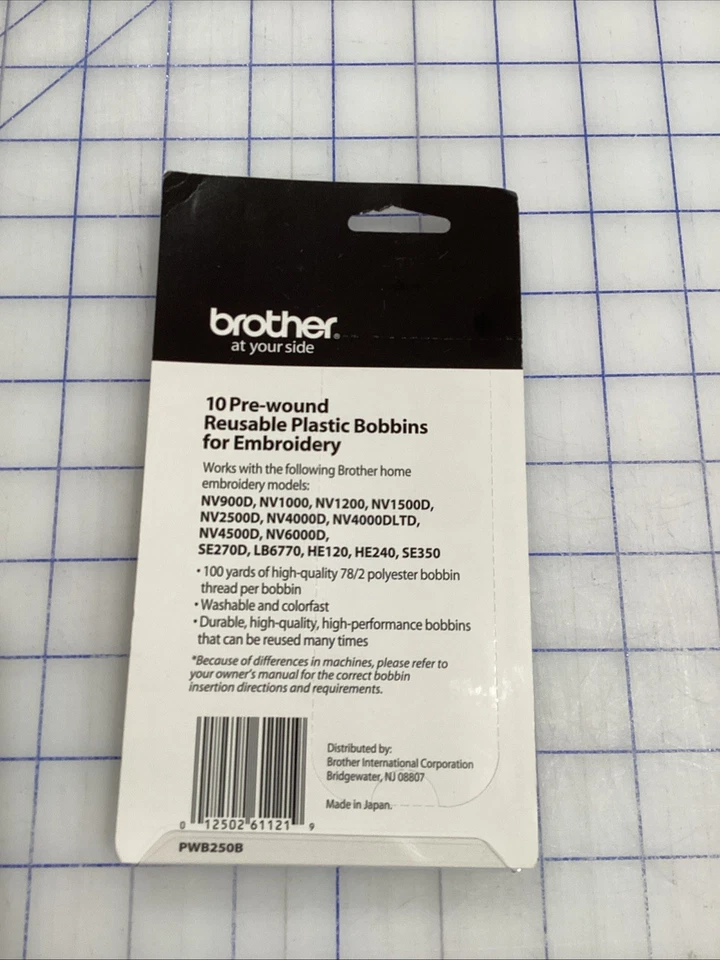 brother®
at your side
10 Pre-wound
Reusable Plastic Bobbins
for Embroidery
Works with the following Brother home
embroidery models:
NV900D, NV1000, NV1200, NV1500D,
NV2500D, NV4000D, NV4000DLTD,
NV4500D, NV6000D,
SE270D, LB6770, HE120, HE240, SE350
• 100 yards of high-quality 78/2 polyester bobbin
thread per bobbin
• Washable and colorfast
• Durable, high-quality, high-performance bobbins
that can be reused many times
*Because of differences in machines, please refer to
your owner's manual for the correct bobbin
insertion directions and requirements.
Distributed by:
Brother International Corporation
Bridgewater, NJ 08807
Made in Japan.
0 12502 61121 9
PWB250B